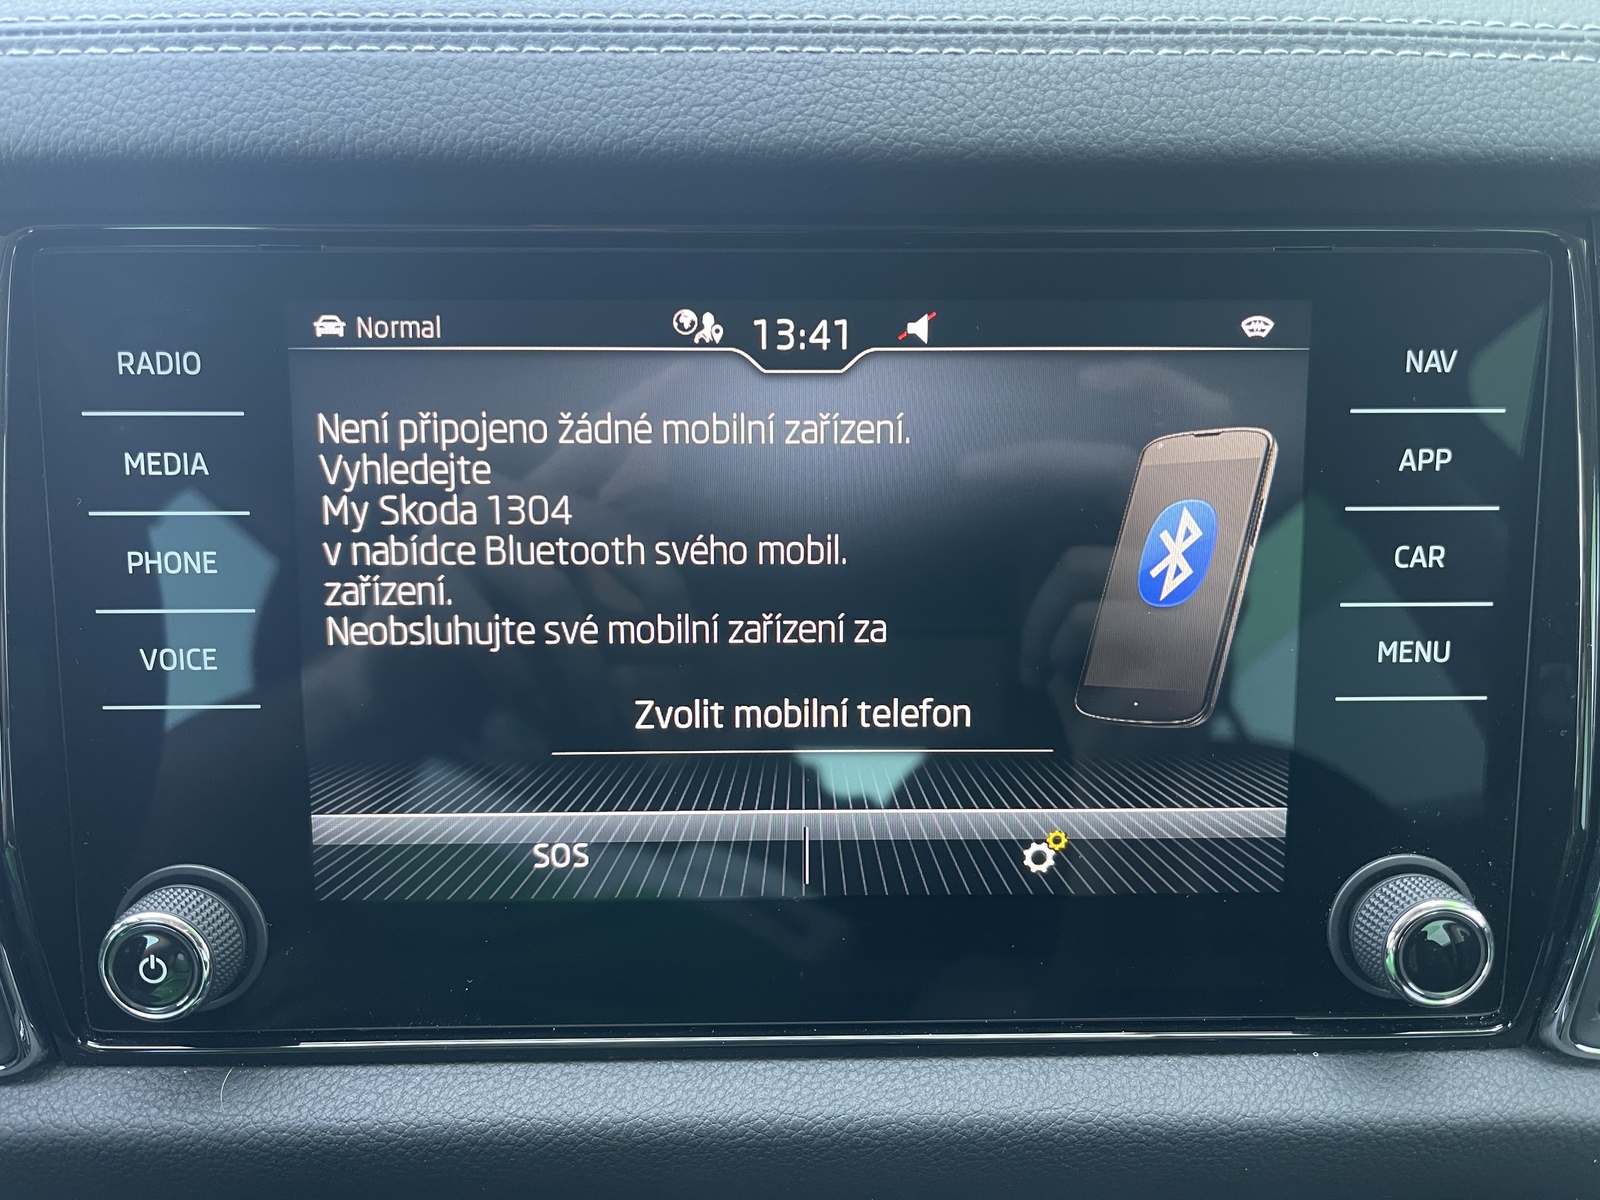 Normal
13:41
RADIO
MEDIA
PHONE
VOICE
Není připojeno žádné mobilní zařízení.
Vyhledejte
My Skoda 1304
v nabídce Bluetooth svého mobil.
zařízení.
Neobsluhujte své mobilní zařízení za
Zvolit mobilní telefon
SOS
NAV
APP
CAR
MENU